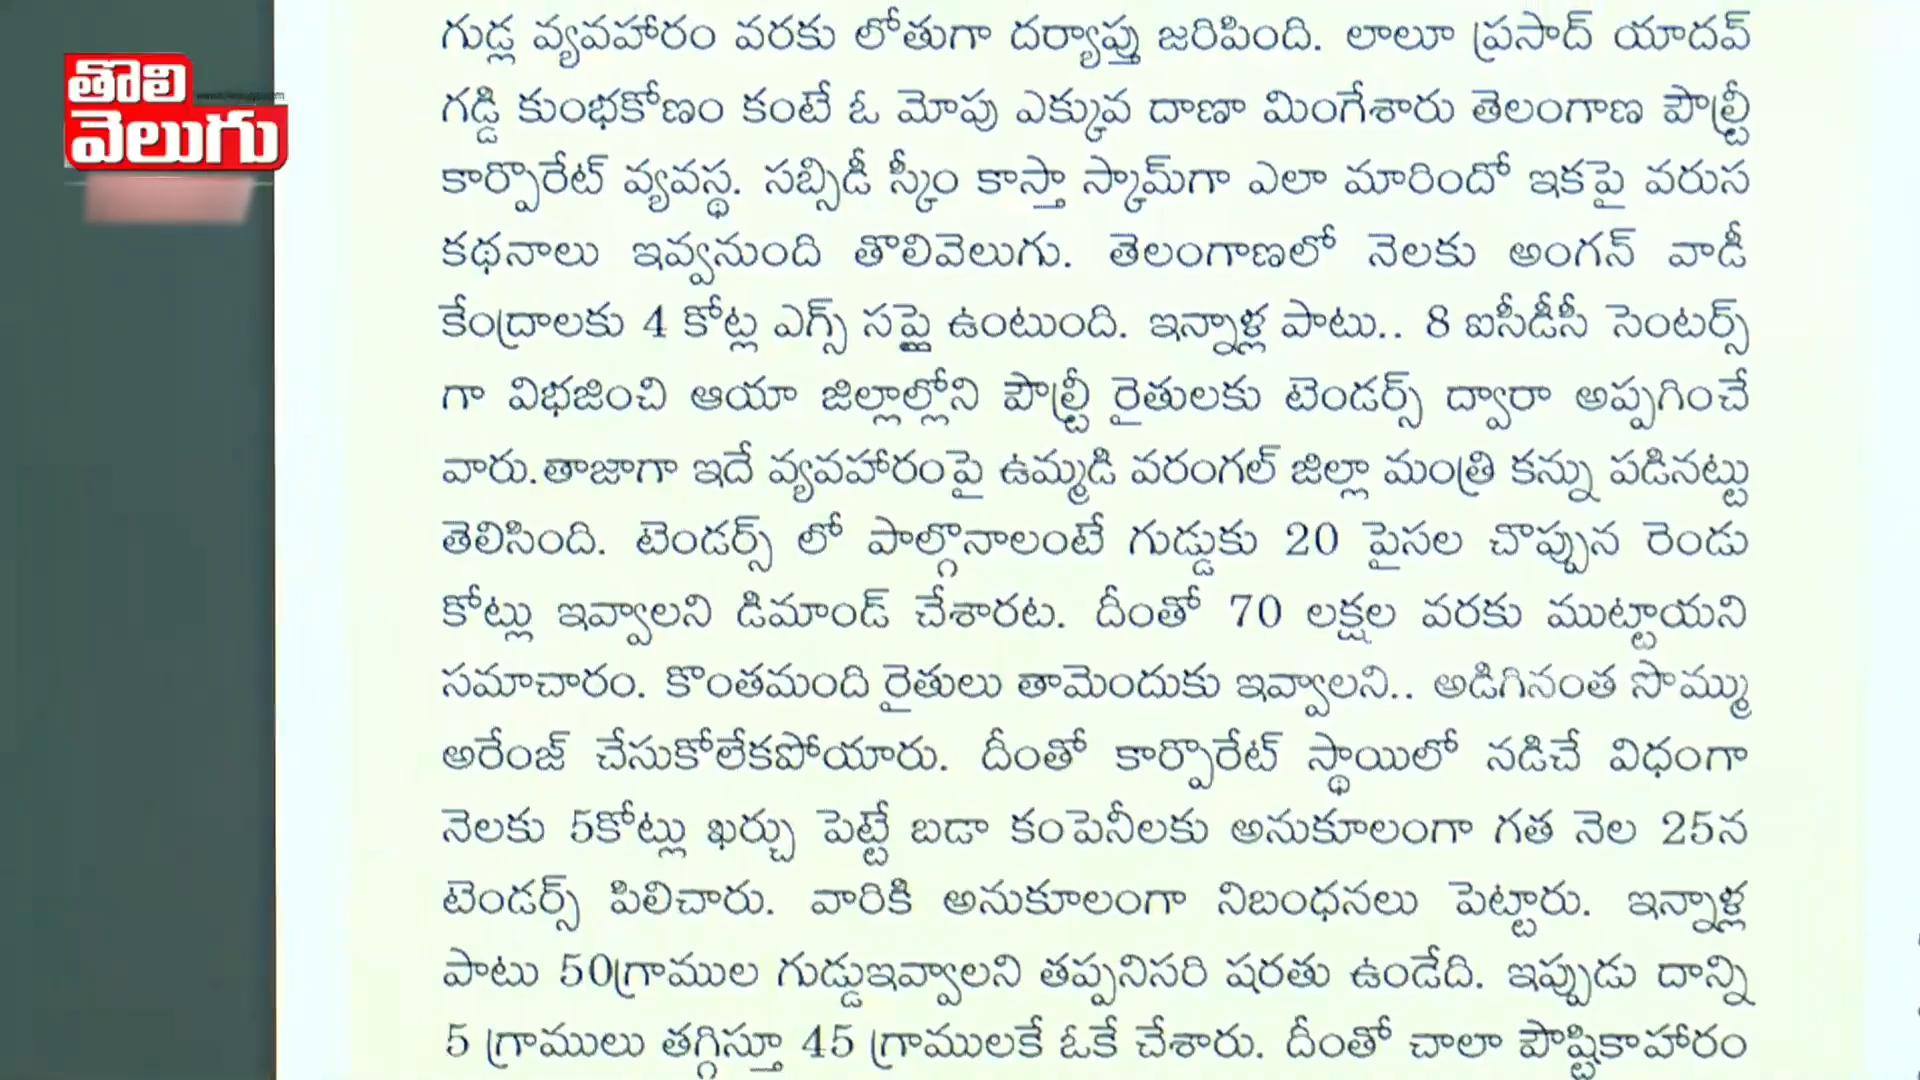 తొలి
వెలుగు
గుడ్ల వ్యవహారం వరకు లోతుగా దర్యాప్తు జరిపింది. లాలూ ప్రసాద్ యాదవ్
గడ్డి కుంభకోణం కంటే ఓ మోపు ఎక్కువ దాణా మింగేశారు తెలంగాణ పౌల్ట్రీ
కార్పొరేట్ వ్యవస్థ. సబ్సిడీ స్కీం కాస్తా స్కామ్‌గా ఎలా మారిందో ఇకపై వరుస
కథనాలు ఇవ్వనుంది తొలివెలుగు. తెలంగాణలో నెలకు అంగన్ వాడీ
కేంద్రాలకు 4 కోట్ల ఎగ్స్ సప్లై ఉంటుంది. ఇన్నాళ్ల పాటు.. 8 ఐసీడీసీ సెంటర్స్
గా విభజించి ఆయా జిల్లాల్లోని పౌల్ట్రీ రైతులకు టెండర్స్ ద్వారా అప్పగించే
వారు.తాజాగా ఇదే వ్యవహారంపై ఉమ్మడి వరంగల్ జిల్లా మంత్రి కన్ను పడినట్టు
తెలిసింది. టెండర్స్ లో పాల్గొనాలంటే గుడ్డుకు 20 పైసల చొప్పున రెండు
కోట్లు ఇవ్వాలని డిమాండ్ చేశారట. దీంతో 70 లక్షల వరకు ముట్టాయని
సమాచారం. కొంతమంది రైతులు తామెందుకు ఇవ్వాలని.. అడిగినంత సొమ్ము
అరేంజ్ చేసుకోలేకపోయారు. దీంతో కార్పొరేట్ స్థాయిలో నడిచే విధంగా
నెలకు 5కోట్లు ఖర్చు పెట్టే బడా కంపెనీలకు అనుకూలంగా గత నెల 25న
టెండర్స్ పిలిచారు. వారికి అనుకూలంగా నిబంధనలు పెట్టారు. ఇన్నాళ్ల
పాటు 50గ్రాముల గుడ్డుఇవ్వాలని తప్పనిసరి షరతు ఉండేది. ఇప్పుడు దాన్ని
5 గ్రాములు తగ్గిస్తూ 45 గ్రాములకే ఓకే చేశారు. దీంతో చాలా పౌష్టికాహారం